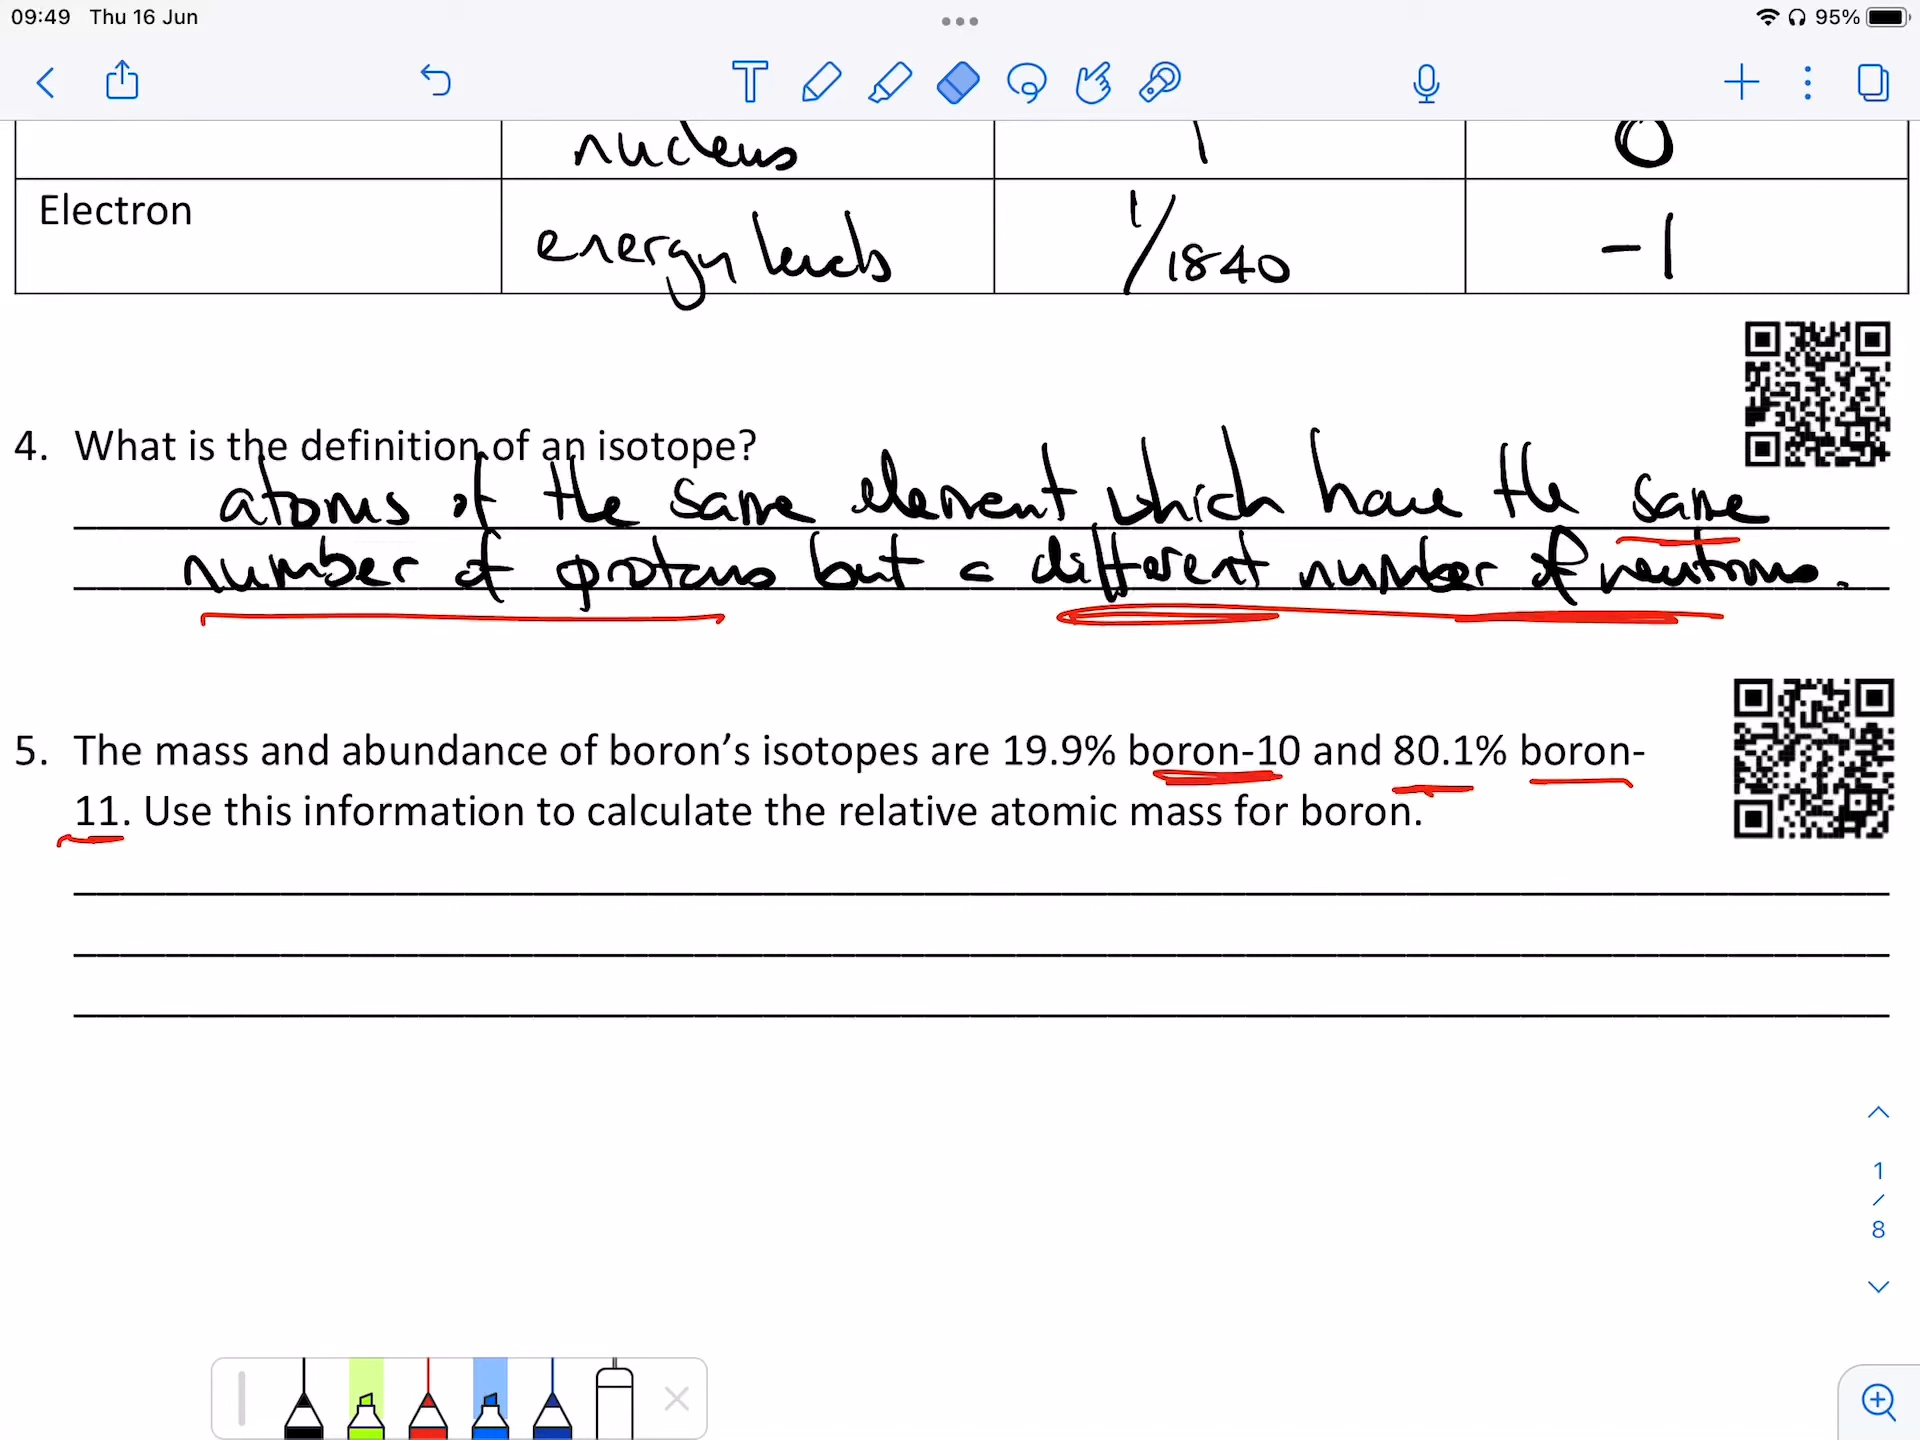 09:49 Thu 16 Jun
95%
nucleus 1 0
Electron energy levels 1/1840 -1
4. What is the definition of an isotope?
atoms of the same element which have the same
number of protons but a different number of neutrons.
5. The mass and abundance of boron’s isotopes are 19.9% boron-10 and 80.1% boron-
11. Use this information to calculate the relative atomic mass for boron.
1
/
8